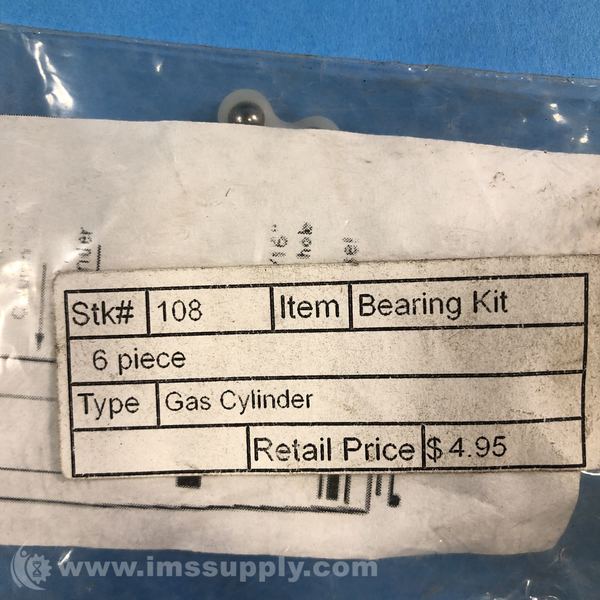 Stk# 108 Item Bearing Kit
6 piece
Type Gas Cylinder
Retail Price $ 4.95
www.imssupply.com